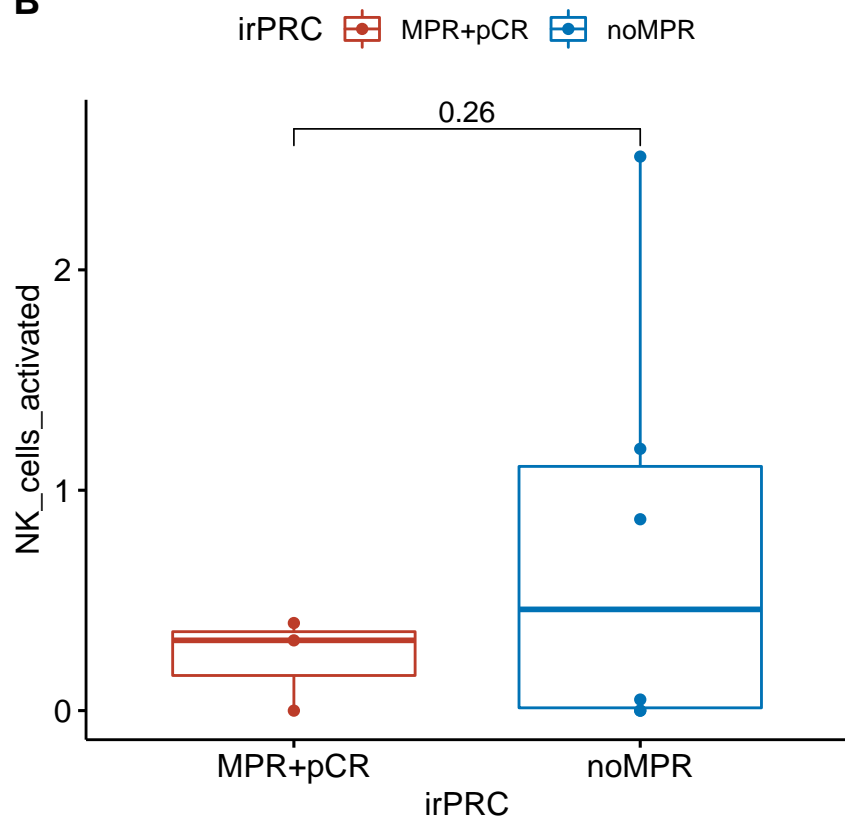 B
irPRC MPR+pCR noMPR
0.26
2
1
0
NK_cells_activated
MPR+pCR noMPR
irPRC